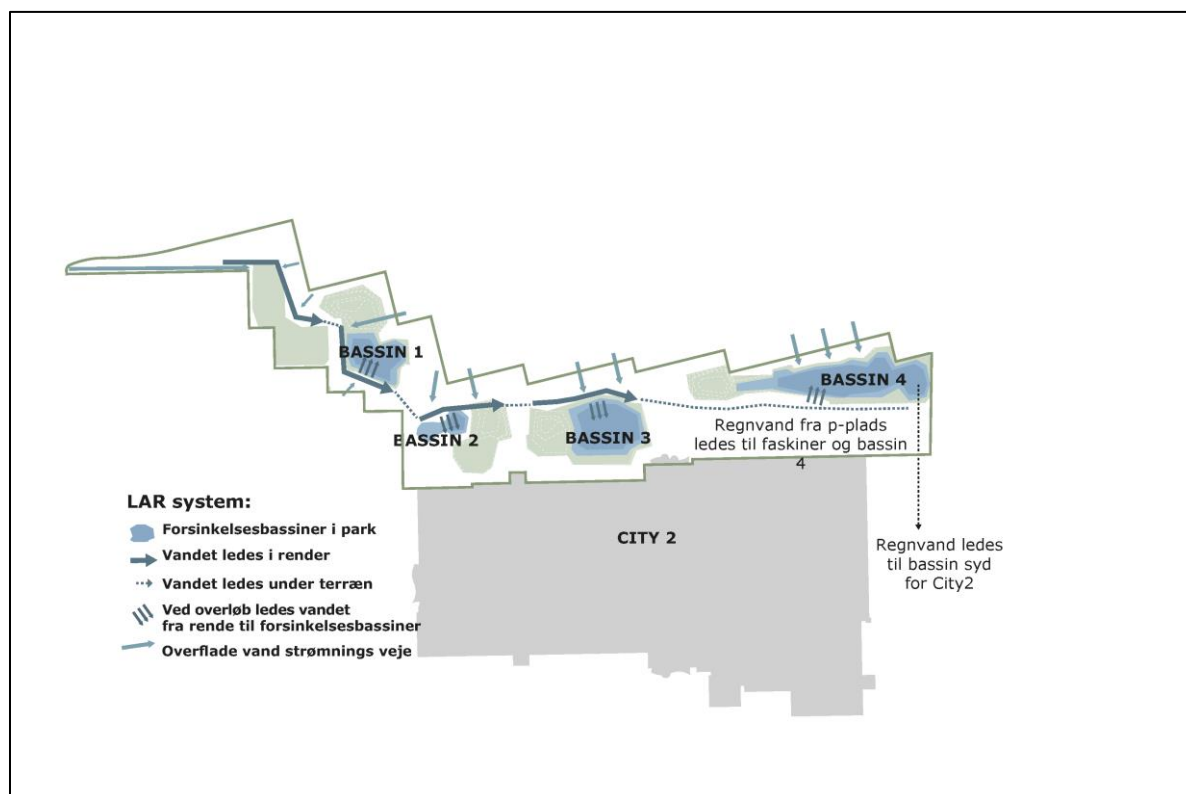 BASSIN 1
BASSIN 4
BASSIN 2
BASSIN 3
Regnvand fra p-plads
ledes til faskiner og bassin
4
LAR system:
Forsinkelsesbassiner i park
Vandet ledes i render
Vandet ledes under terræn
Ved overløb ledes vandet
fra rende til forsinkelsesbassiner
Overflade vand strømnings veje
CITY 2
Regnvand ledes
til bassin syd
for City2